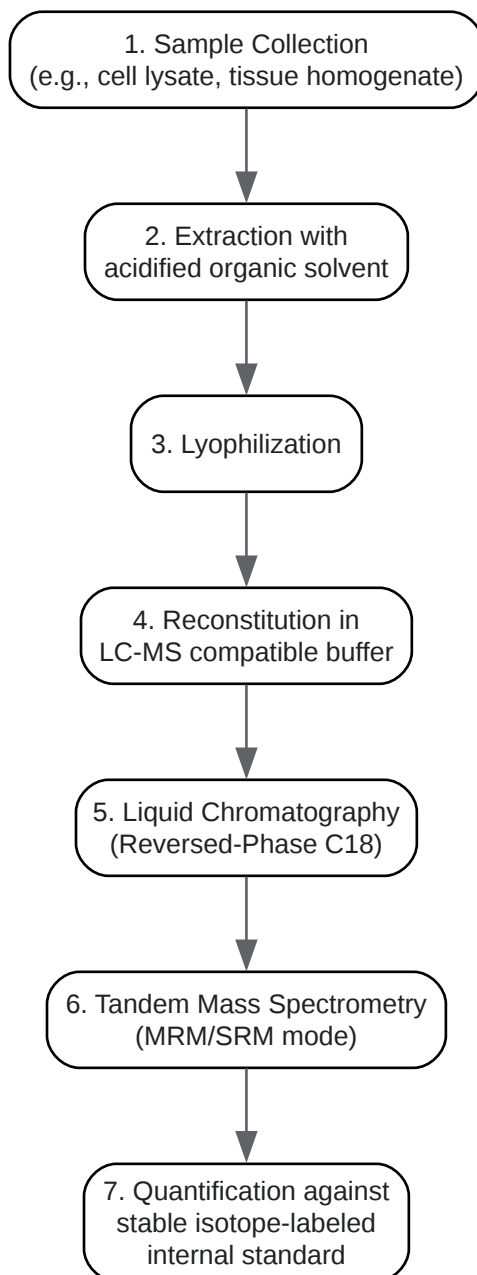 1. Sample Collection
(e.g., cell lysate, tissue homogenate)
2. Extraction with
acidified organic solvent
3. Lyophilization
4. Reconstitution in
LC-MS compatible buffer
5. Liquid Chromatography
(Reversed-Phase C18)
6. Tandem Mass Spectrometry
(MRM/SRM mode)
7. Quantification against
stable isotope-labeled
internal standard